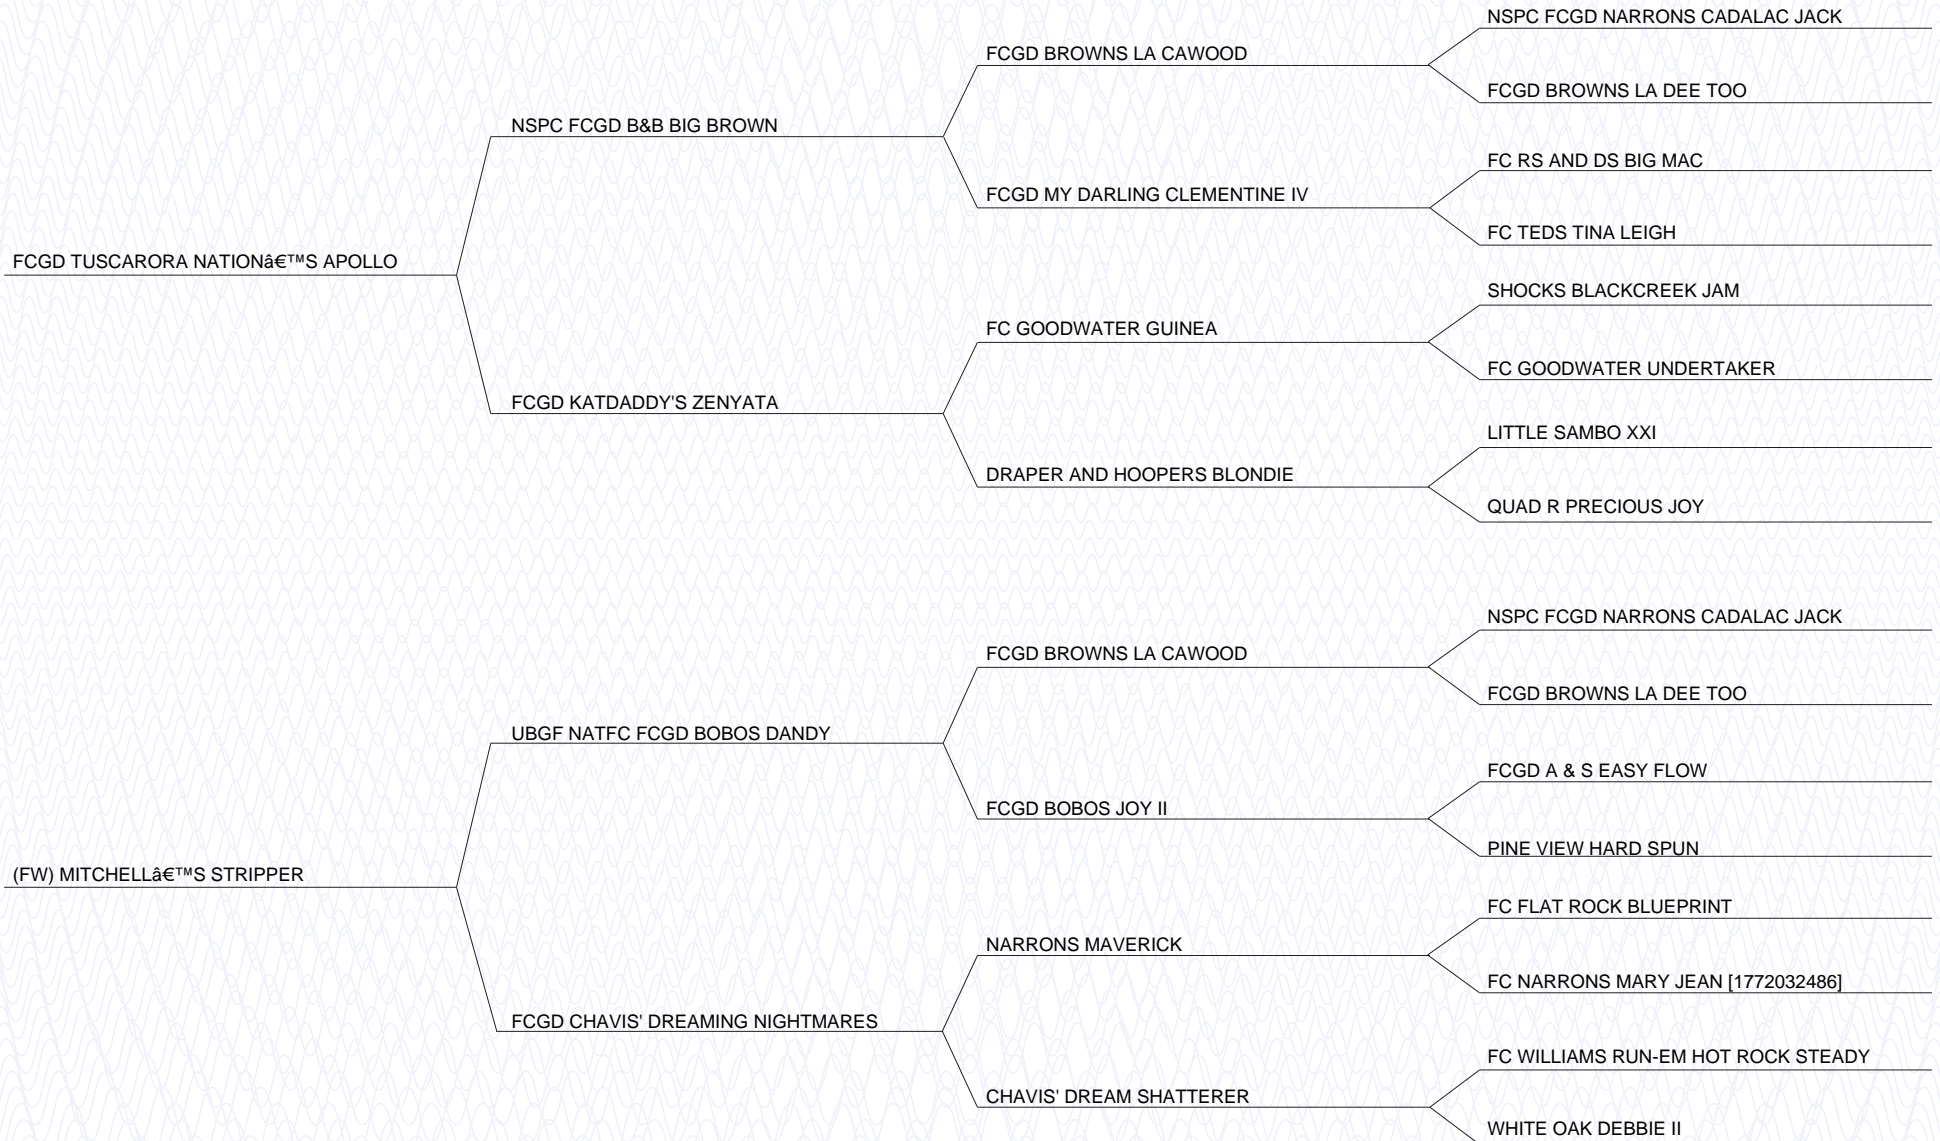 NSPC FCGD NARRONS CADALAC JACK
FCGD BROWNS LA CAWOOD
FCGD BROWNS LA DEE TOO
NSPC FCGD B&B BIG BROWN
FC RS AND DS BIG MAC
FCGD MY DARLING CLEMENTINE IV
FC TEDS TINA LEIGH
FCGD TUSCARORA NATIONâ€™S APOLLO
SHOCKS BLACKCREEK JAM
FC GOODWATER GUINEA
FC GOODWATER UNDERTAKER
FCGD KATDADDY'S ZENYATA
LITTLE SAMBO XXI
DRAPER AND HOOPERS BLONDIE
QUAD R PRECIOUS JOY
NSPC FCGD NARRONS CADALAC JACK
FCGD BROWNS LA CAWOOD
FCGD BROWNS LA DEE TOO
UBGF NATFC FCGD BOBOS DANDY
FCGD A & S EASY FLOW
FCGD BOBOS JOY II
PINE VIEW HARD SPUN
(FW) MITCHELLâ€™S STRIPPER
FC FLAT ROCK BLUEPRINT
NARRONS MAVERICK
FC NARRONS MARY JEAN [1772032486]
FCGD CHAVIS' DREAMING NIGHTMARES
FC WILLIAMS RUN-EM HOT ROCK STEADY
CHAVIS' DREAM SHATTERER
WHITE OAK DEBBIE II